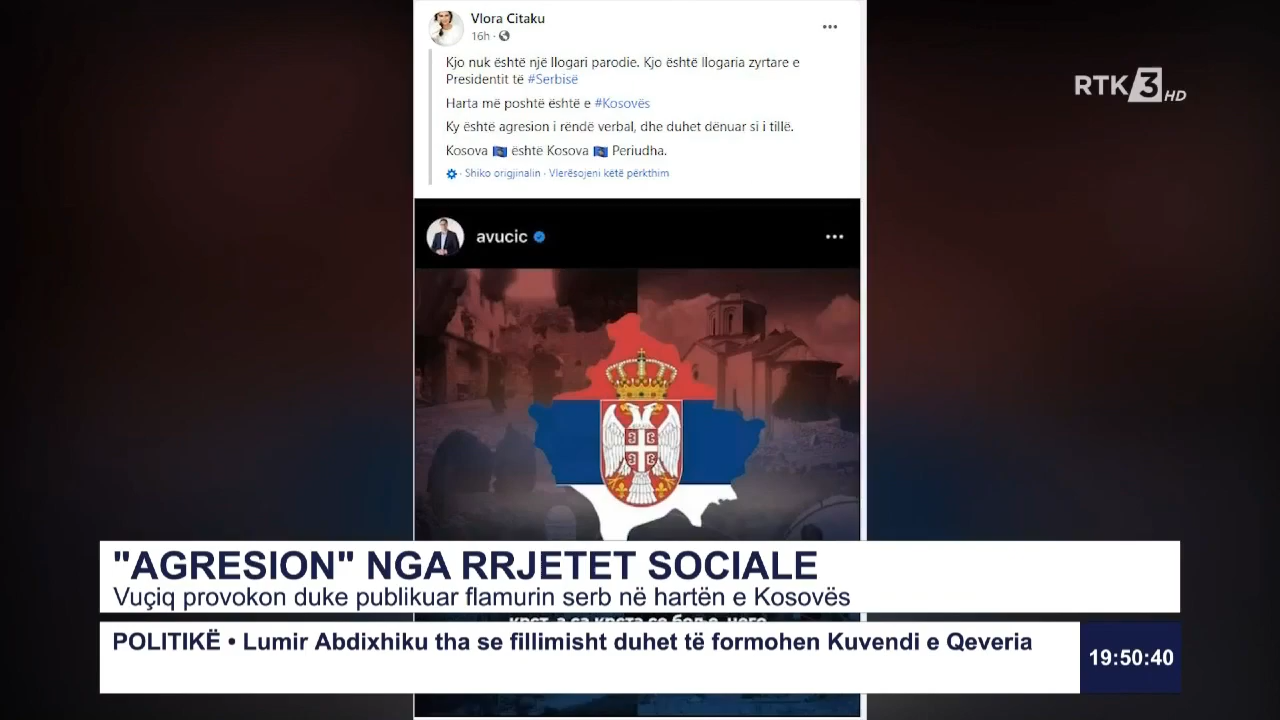 Vlora Citaku
16h ·
Kjo nuk është një llogari parodie. Kjo është llogaria zyrtare e
Presidentit të #Serbisë
Harta më poshtë është e #Kosovës
Ky është agresion i rëndë verbal, dhe duhet dënuar si i tillë.
Kosova 🇽🇰 është Kosova 🇽🇰 Periudha.
· Shiko origjinalin · Vlerësojeni këtë përkthim
RTK 3 HD
avucic
"AGRESION" NGA RRJETET SOCIALE
Vuçiq provokon duke publikuar flamurin serb në hartën e Kosovës
POLITIKË • Lumir Abdixhiku tha se fillimisht duhet të formohen Kuvendi e Qeveria
19:50:40